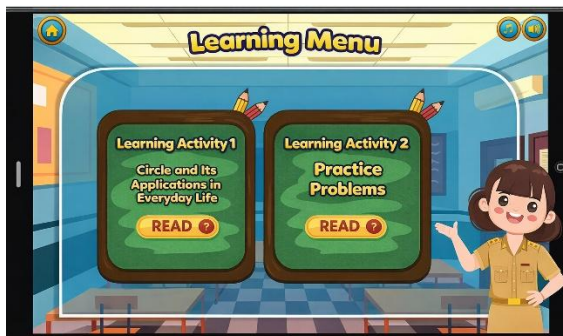 Learning Menu
Learning Activity 1
Circle and Its
Applications in
Everyday Life
READ ?
Learning Activity 2
Practice
Problems
READ ?